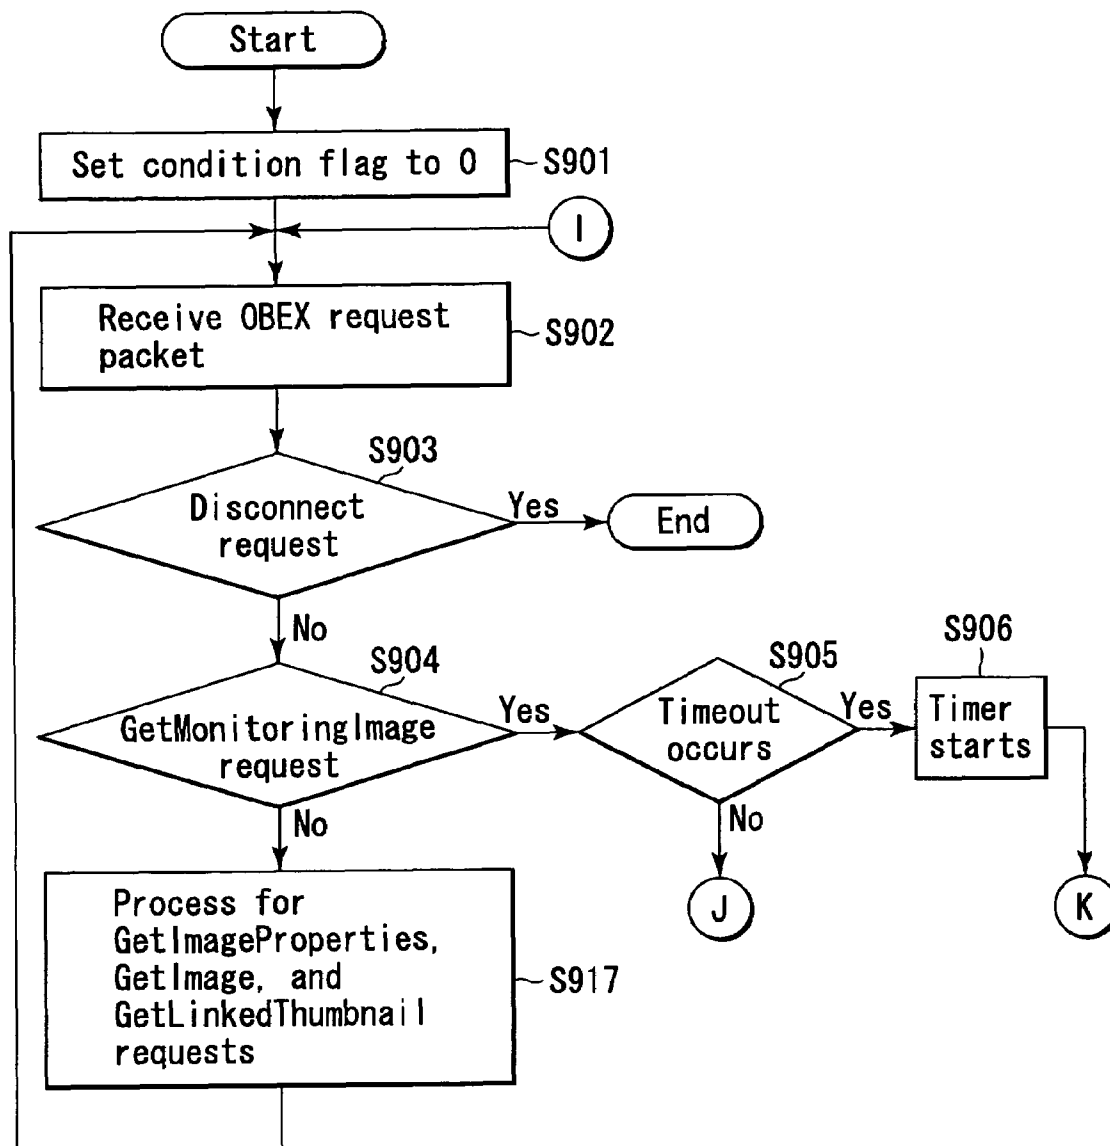 Start
Set condition flag to 0
S901
I
Receive OBEX request
packet
S902
S903
Disconnect
request
Yes
End
No
S904
GetMonitoringImage
request
Yes
S905
Timeout
occurs
Yes
S906
Timer
starts
No
No
J
K
Process for
GetImageProperties,
GetImage, and
GetLinkedThumbnail
requests
S917